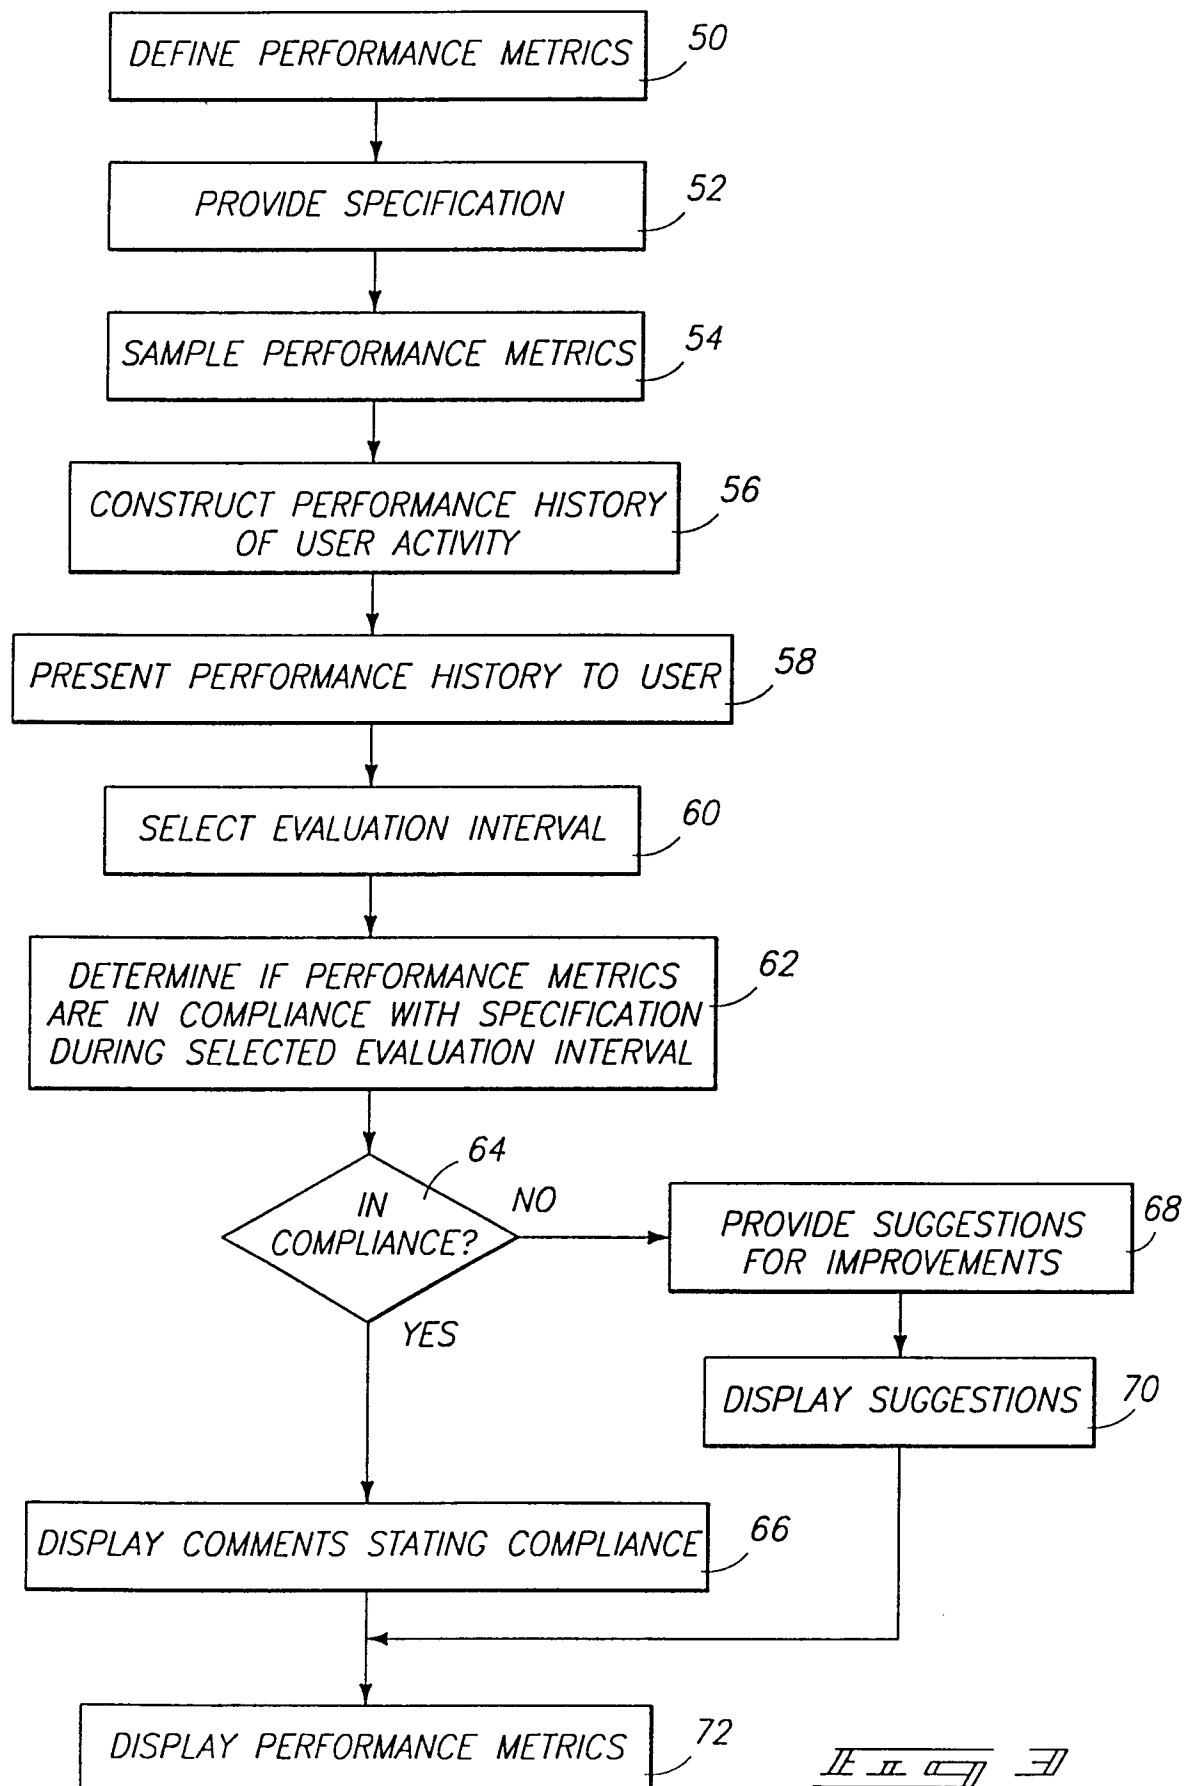 DEFINE PERFORMANCE METRICS
50
PROVIDE SPECIFICATION
52
SAMPLE PERFORMANCE METRICS
54
CONSTRUCT PERFORMANCE HISTORY
OF USER ACTIVITY
56
PRESENT PERFORMANCE HISTORY TO USER
58
SELECT EVALUATION INTERVAL
60
DETERMINE IF PERFORMANCE METRICS
ARE IN COMPLIANCE WITH SPECIFICATION
DURING SELECTED EVALUATION INTERVAL
62
64
IN
COMPLIANCE?
NO
YES
PROVIDE SUGGESTIONS
FOR IMPROVEMENTS
68
DISPLAY SUGGESTIONS
70
DISPLAY COMMENTS STATING COMPLIANCE
66
DISPLAY PERFORMANCE METRICS
72
FIG 3